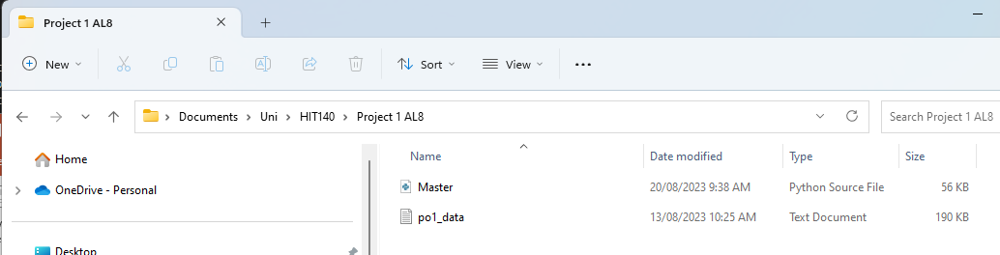 Project 1 AL8
New
Sort
View
Documents > Uni > HIT140 > Project 1 AL8
Search Project 1 AL8
Home
OneDrive - Personal
Desktop
Name Date modified Type Size
Master 20/08/2023 9:38 AM Python Source File 56 KB
po1_data 13/08/2023 10:25 AM Text Document 190 KB